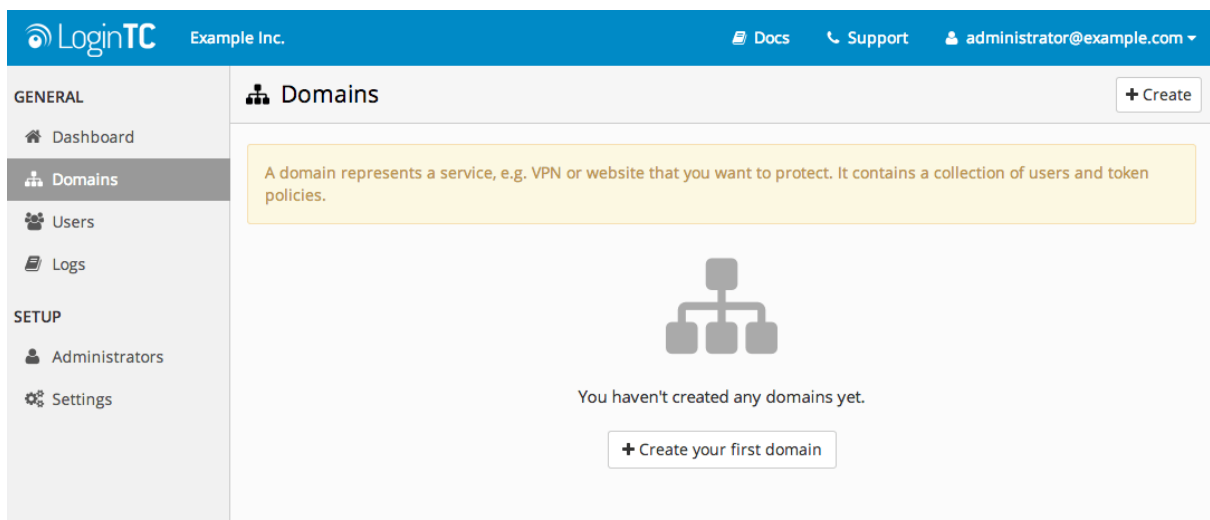 LoginTC Example Inc. Docs Support administrator@example.com
GENERAL
Dashboard
Domains
Users
Logs
SETUP
Administrators
Settings
Domains
+ Create
A domain represents a service, e.g. VPN or website that you want to protect. It contains a collection of users and token
policies.
You haven't created any domains yet.
+ Create your first domain